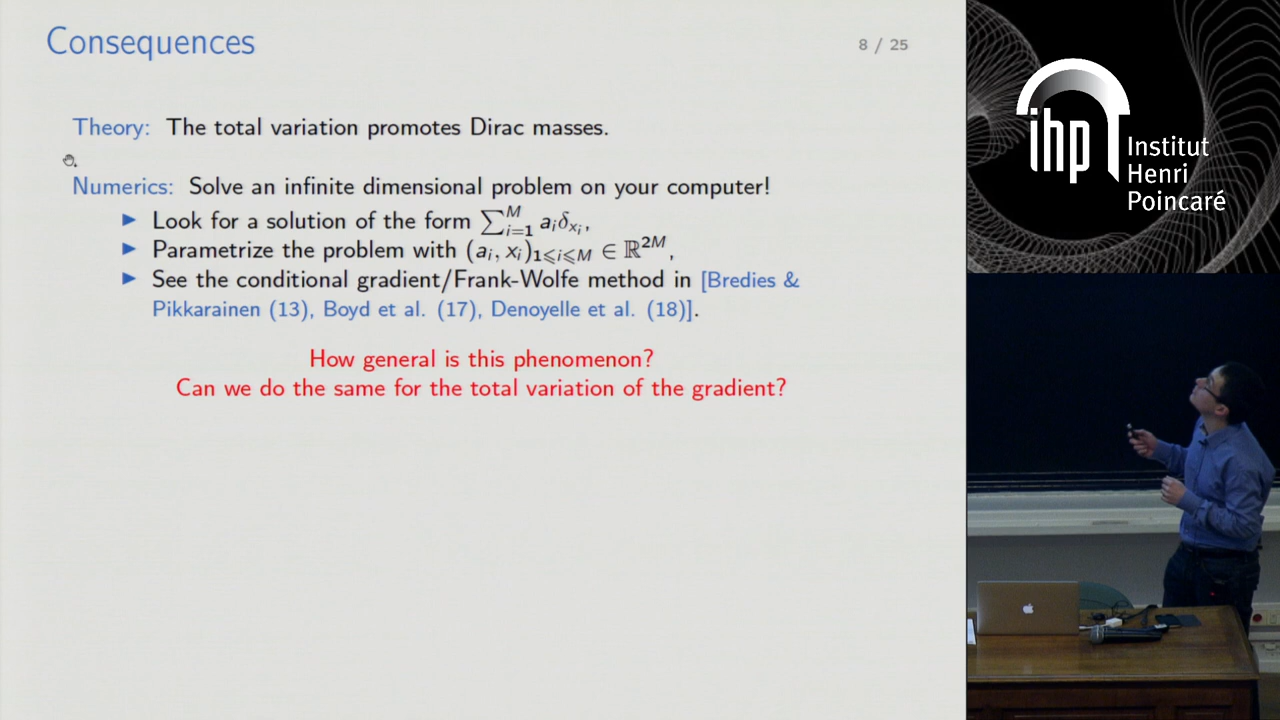 Consequences
8 / 25
Theory: The total variation promotes Dirac masses.
Numerics: Solve an infinite dimensional problem on your computer!
▶ Look for a solution of the form ∑_{i=1}^{M} a_i δ_{x_i},
▶ Parametrize the problem with (a_i, x_i)_{1⩽i⩽M} ∈ ℝ^{2M},
▶ See the conditional gradient/Frank-Wolfe method in [Bredies &
Pikkarainen (13), Boyd et al. (17), Denoyelle et al. (18)].
How general is this phenomenon?
Can we do the same for the total variation of the gradient?
ihp
Institut
Henri
Poincaré